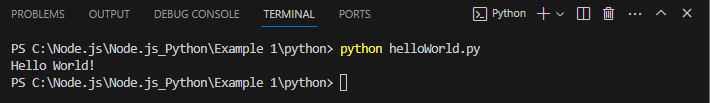 PROBLEMS OUTPUT DEBUG CONSOLE TERMINAL PORTS Python
PS C:\Node.js\Node.js_Python\Example 1\python> python helloWorld.py
Hello World!
PS C:\Node.js\Node.js_Python\Example 1\python>